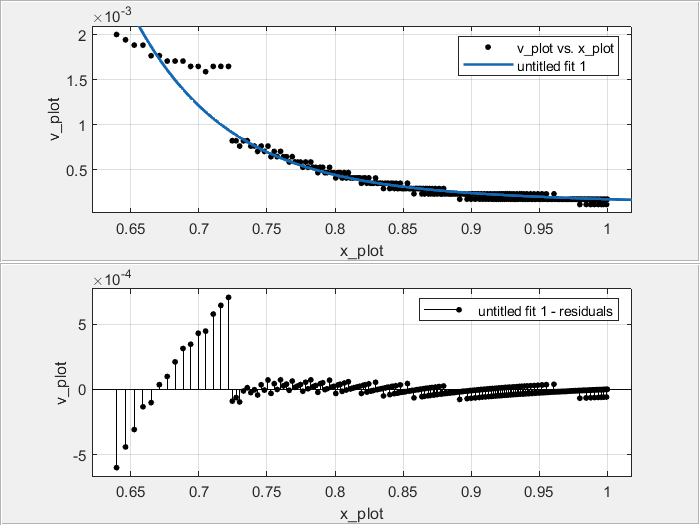 ×10⁻³
2
1.5
1
0.5
v_plot
v_plot vs. x_plot
untitled fit 1
0.65 0.7 0.75 0.8 0.85 0.9 0.95 1
x_plot
×10⁻⁴
5
0
-5
v_plot
untitled fit 1 - residuals
0.65 0.7 0.75 0.8 0.85 0.9 0.95 1
x_plot